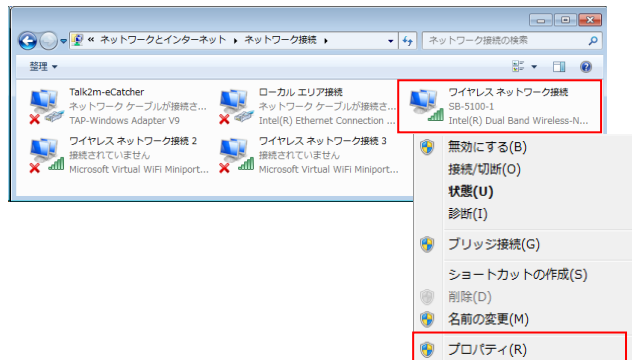 « ネットワークとインターネット ▸ ネットワーク接続 ▸
ネットワーク接続の検索
整理 ▼
Talk2m-eCatcher
ネットワーク ケーブルが接続さ...
TAP-Windows Adapter V9
ローカル エリア接続
ネットワーク ケーブルが接続さ...
Intel(R) Ethernet Connection ...
ワイヤレス ネットワーク接続
SB-5100-1
Intel(R) Dual Band Wireless-N...
ワイヤレス ネットワーク接続 2
接続されていません
Microsoft Virtual WiFi Miniport...
ワイヤレス ネットワーク接続 3
接続されていません
Microsoft Virtual WiFi Miniport...
無効にする(B)
接続/切断(O)
状態(U)
診断(I)
ブリッジ接続(G)
ショートカットの作成(S)
削除(D)
名前の変更(M)
プロパティ(R)